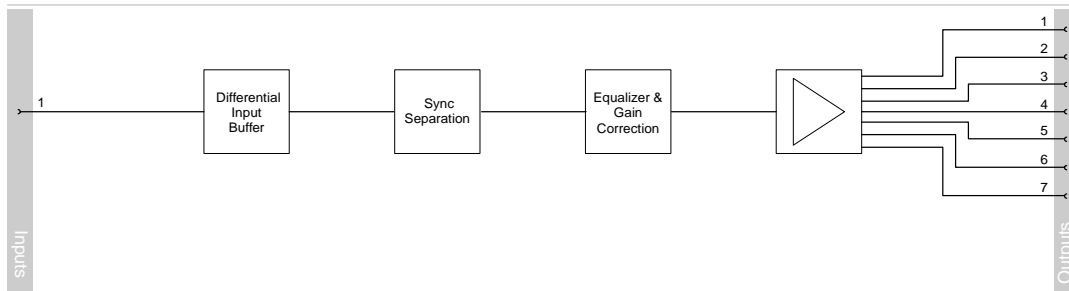 1
Differential
Input
Buffer
Sync
Separation
Equalizer &
Gain
Correction
1
2
3
4
5
6
7
Inputs
Outputs